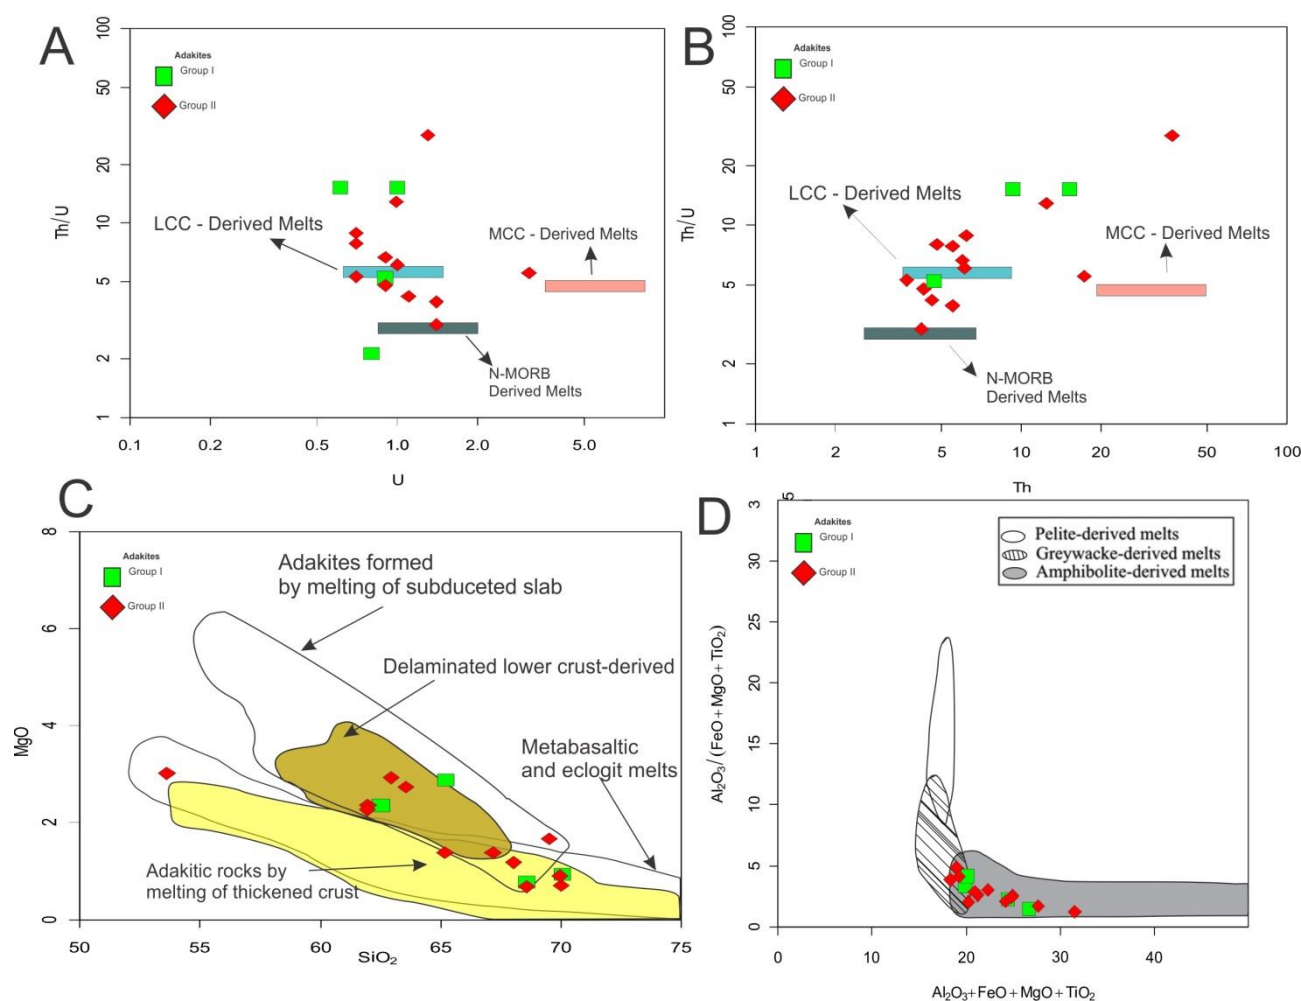 A
Adakites
Group I
Group II
LCC - Derived Melts
MCC - Derived Melts
N-MORB
Derived Melts
Th/U
100
50
20
10
5
2
1
0.1
0.2
0.5
1.0
2.0
5.0
U
B
Adakites
Group I
Group II
LCC - Derived Melts
MCC - Derived Melts
N-MORB
Derived Melts
Th/U
100
50
20
10
5
2
1
1
2
5
10
20
50
100
Th
C
Adakites
Group I
Group II
Adakites formed
by melting of subduceted slab
Delaminated lower crust-derived
Metabasaltic
and eclogit melts
Adakitic rocks by
melting of thickened crust
MgO
8
6
4
2
0
50
55
60
65
70
75
SiO₂
D
Adakites
Group I
Group II
Pelite-derived melts
Greywacke-derived melts
Amphibolite-derived melts
Al₂O₃/(FeO+MgO+TiO₂)
3
5
30
25
20
15
10
5
0
0
10
20
30
40
Al₂O₃+FeO+MgO+TiO₂